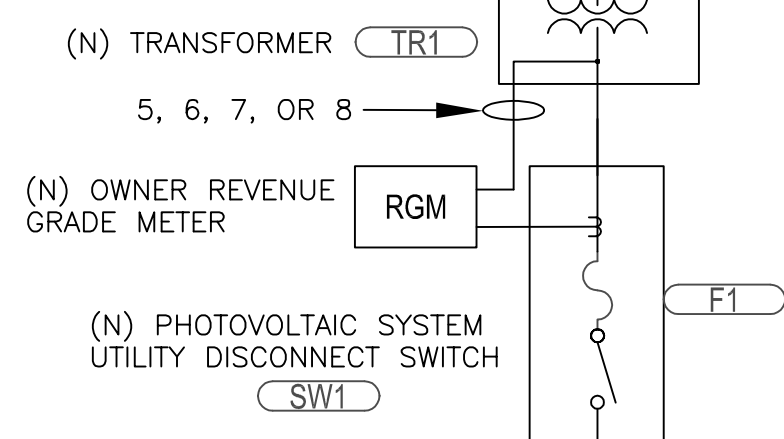 (N) TRANSFORMER TR1
5, 6, 7, OR 8
(N) OWNER REVENUE
GRADE METER
RGM
F1
(N) PHOTOVOLTAIC SYSTEM
UTILITY DISCONNECT SWITCH
SW1